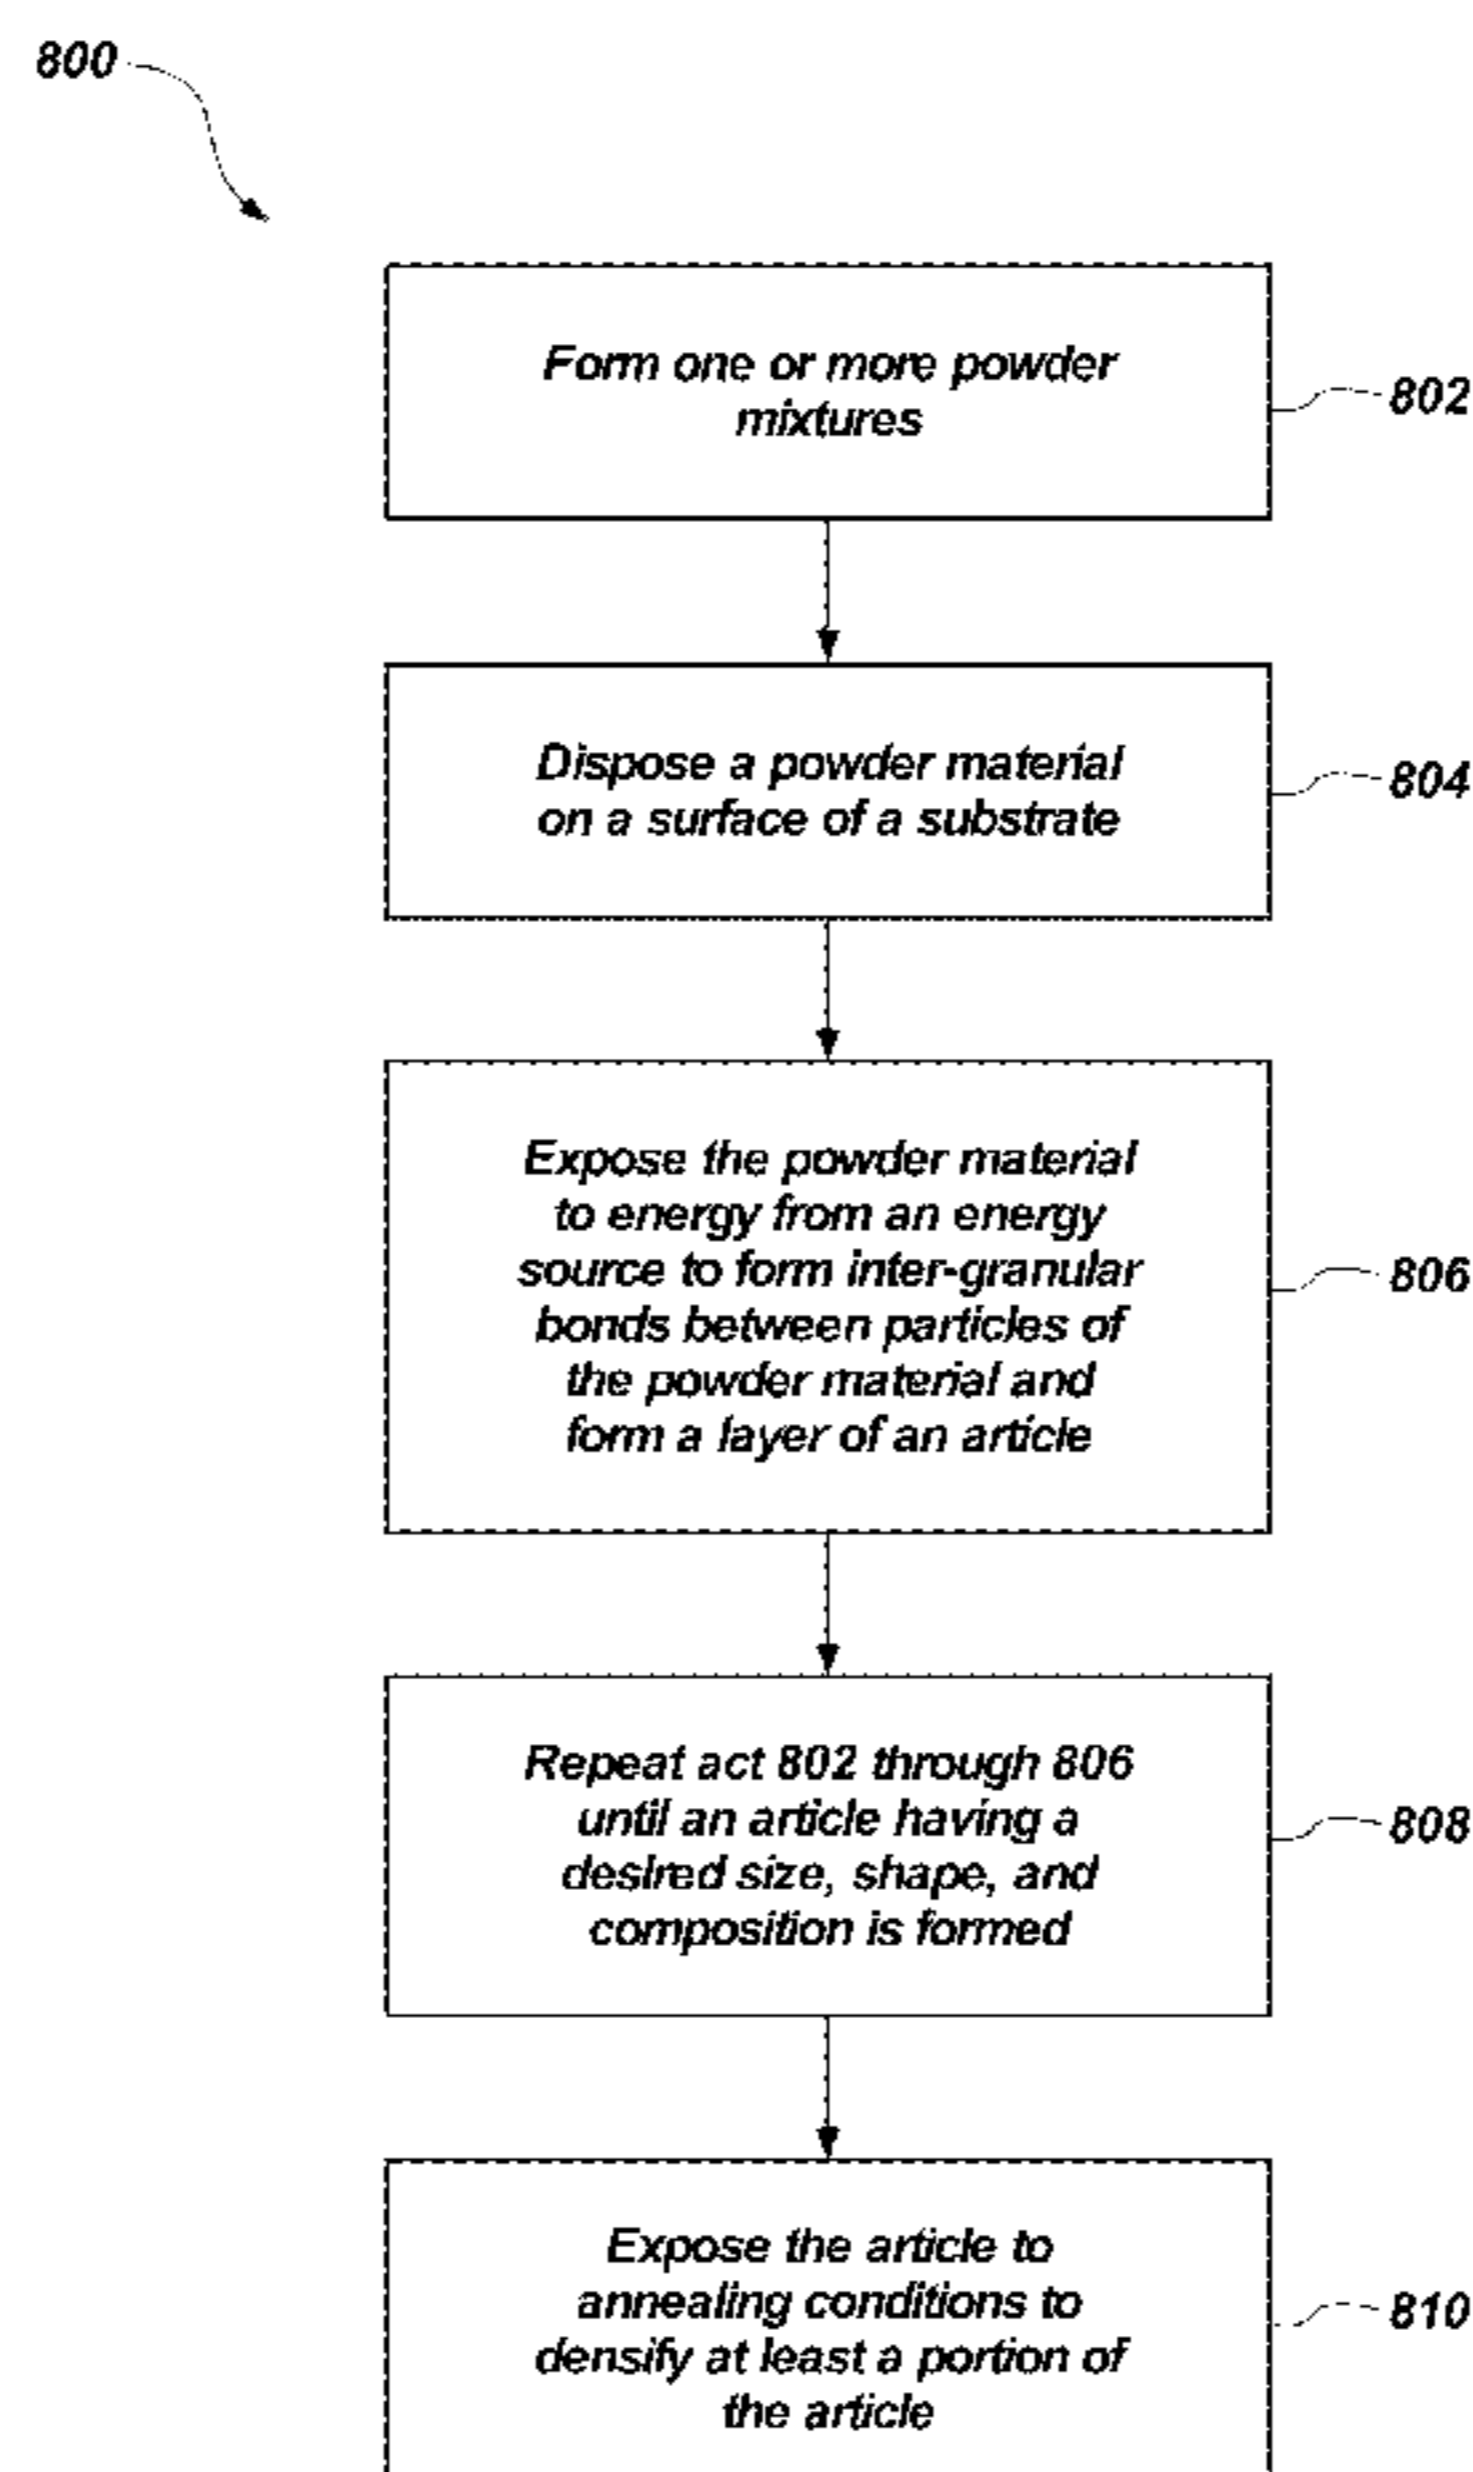 800
Form one or more powder
mixtures
802
Dispose a powder material
on a surface of a substrate
804
Expose the powder material
to energy from an energy
source to form inter-granular
bonds between particles of
the powder material and
form a layer of an article
806
Repeat act 802 through 806
until an article having a
desired size, shape, and
composition is formed
808
Expose the article to
annealing conditions to
densify at least a portion of
the article
810